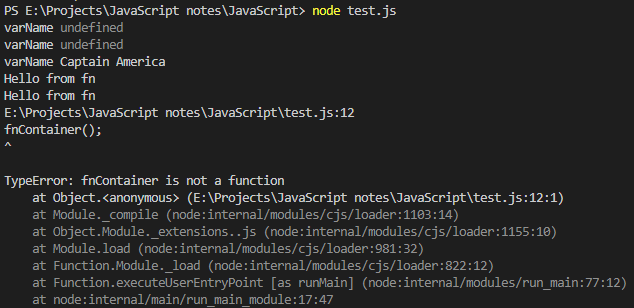 PS E:\Projects\JavaScript notes\JavaScript> node test.js
varName undefined
varName undefined
varName Captain America
Hello from fn
Hello from fn
E:\Projects\JavaScript notes\JavaScript\test.js:12
fnContainer();
^
TypeError: fnContainer is not a function
    at Object.<anonymous> (E:\Projects\JavaScript notes\JavaScript\test.js:12:1)
    at Module._compile (node:internal/modules/cjs/loader:1103:14)
    at Object.Module._extensions..js (node:internal/modules/cjs/loader:1155:10)
    at Module.load (node:internal/modules/cjs/loader:981:32)
    at Function.Module._load (node:internal/modules/cjs/loader:822:12)
    at Function.executeUserEntryPoint [as runMain] (node:internal/modules/run_main:77:12)
    at node:internal/main/run_main_module:17:47